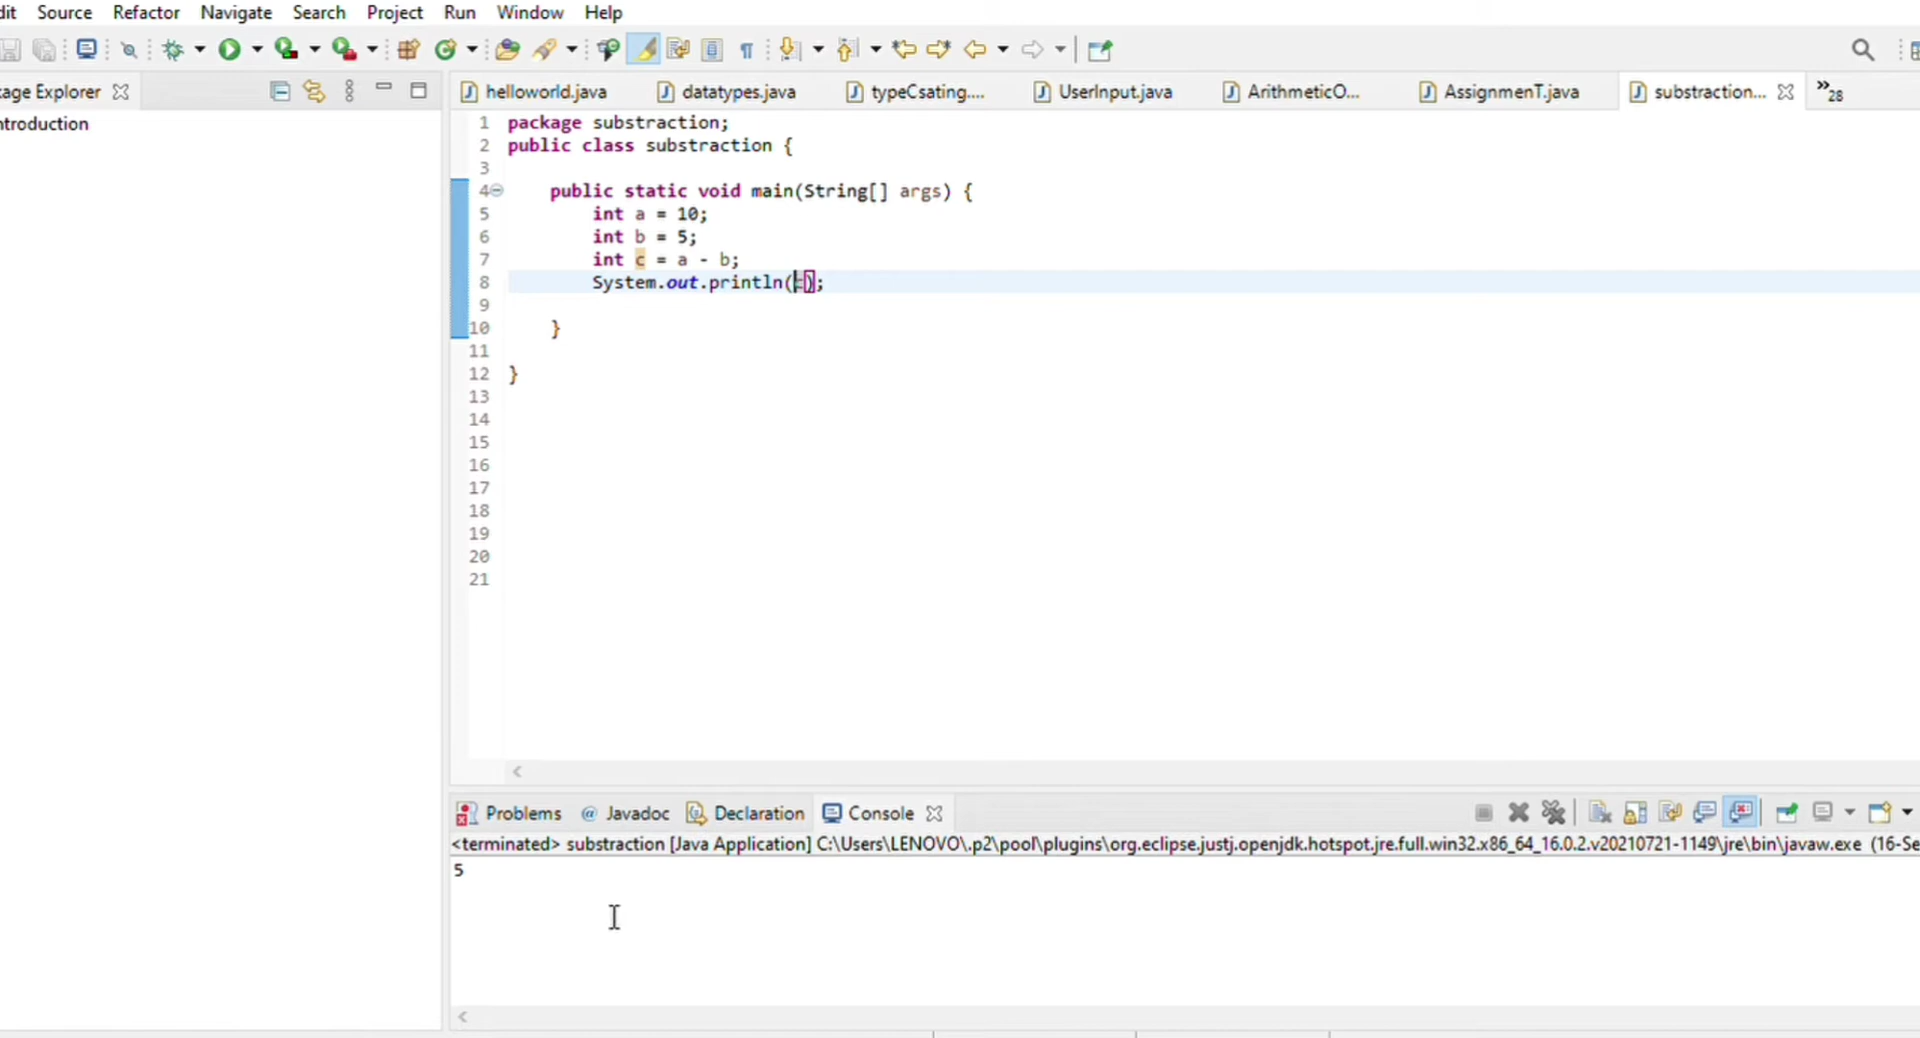 dit Source Refactor Navigate Search Project Run Window Help
kage Explorer
helloworld.java datatypes.java typeCsating.... UserInput.java ArithmeticO... AssignmenT.java substraction... »28
ntroduction
1 package substraction;
2 public class substraction {
3
4 public static void main(String[] args) {
5 int a = 10;
6 int b = 5;
7 int c = a - b;
8 System.out.println(c);
9
10 }
11
12 }
13
14
15
16
17
18
19
20
21
Problems @ Javadoc Declaration Console
<terminated> substraction [Java Application] C:\Users\LENOVO\.p2\pool\plugins\org.eclipse.justj.openjdk.hotspot.jre.full.win32.x86_64_16.0.2.v20210721-1149\jre\bin\javaw.exe (16-Se
5